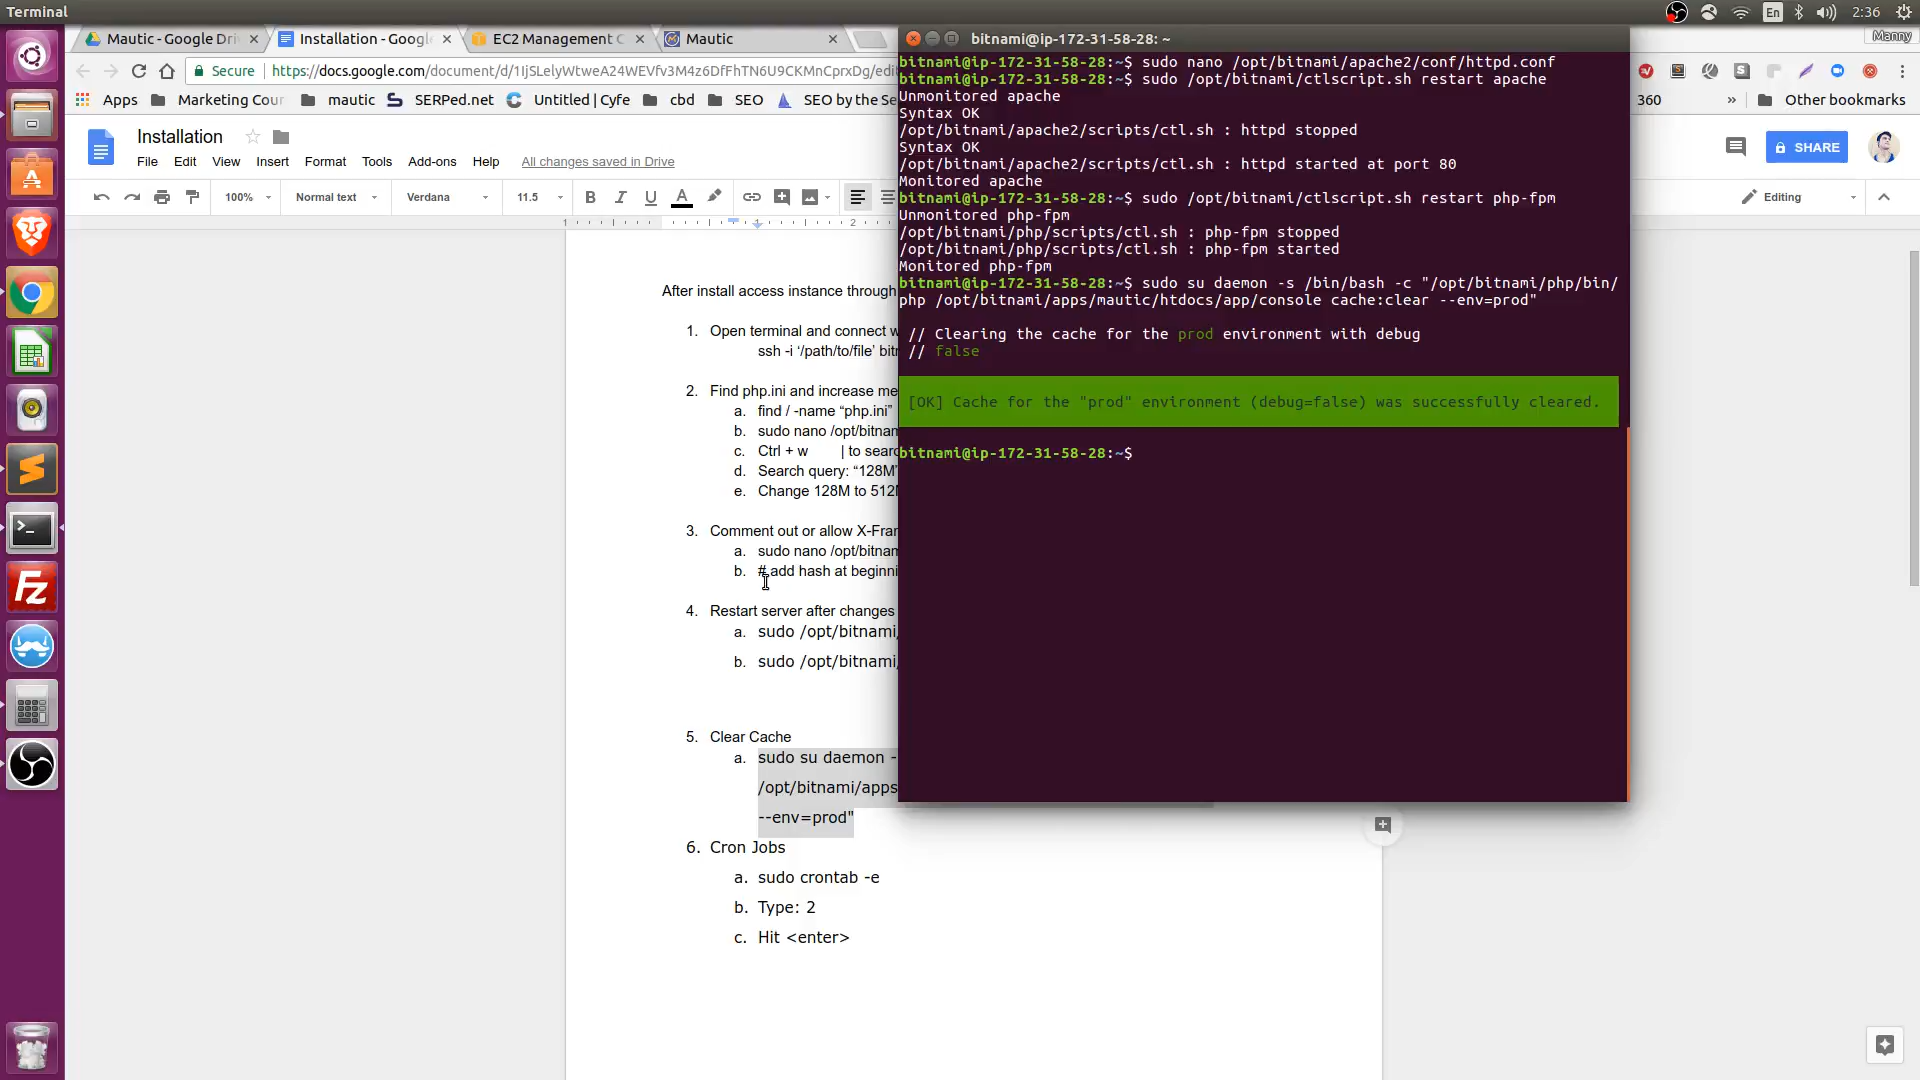 Terminal
En
2:36
Manny
Mautic - Google Dri
Installation - Google
EC2 Management C
Mautic
Secure
https://docs.google.com/document/d/1IjSLelyWtweA24WEVfv3M4z6DfFhTN6U9CKMnCprxDg/edi
Apps
Marketing Cou
mautic
SERPed.net
Untitled | Cyfe
cbd
SEO
SEO by the Se
360
»
Other bookmarks
Installation
File Edit View Insert Format Tools Add-ons Help All changes saved in Drive
SHARE
100% Normal text Verdana 11.5 B I U A
Editing
1 1 2
After install access instance through
1. Open terminal and connect w
ssh -i ‘/path/to/file’ bitn
2. Find php.ini and increase me
a. find / -name “php.ini”
b. sudo nano /opt/bitnam
c. Ctrl + w | to searc
d. Search query: “128M”
e. Change 128M to 512M
3. Comment out or allow X-Fram
a. sudo nano /opt/bitnam
b. # add hash at beginni
4. Restart server after changes
a. sudo /opt/bitnami/
b. sudo /opt/bitnami/
5. Clear Cache
a. sudo su daemon -
/opt/bitnami/apps
--env=prod"
6. Cron Jobs
a. sudo crontab -e
b. Type: 2
c. Hit <enter>
bitnami@ip-172-31-58-28: ~
bitnami@ip-172-31-58-28:~$ sudo nano /opt/bitnami/apache2/conf/httpd.conf
bitnami@ip-172-31-58-28:~$ sudo /opt/bitnami/ctlscript.sh restart apache
Unmonitored apache
Syntax OK
/opt/bitnami/apache2/scripts/ctl.sh : httpd stopped
Syntax OK
/opt/bitnami/apache2/scripts/ctl.sh : httpd started at port 80
Monitored apache
bitnami@ip-172-31-58-28:~$ sudo /opt/bitnami/ctlscript.sh restart php-fpm
Unmonitored php-fpm
/opt/bitnami/php/scripts/ctl.sh : php-fpm stopped
/opt/bitnami/php/scripts/ctl.sh : php-fpm started
Monitored php-fpm
bitnami@ip-172-31-58-28:~$ sudo su daemon -s /bin/bash -c "/opt/bitnami/php/bin/
php /opt/bitnami/apps/mautic/htdocs/app/console cache:clear --env=prod"
// Clearing the cache for the prod environment with debug
// false
[OK] Cache for the "prod" environment (debug=false) was successfully cleared.
bitnami@ip-172-31-58-28:~$